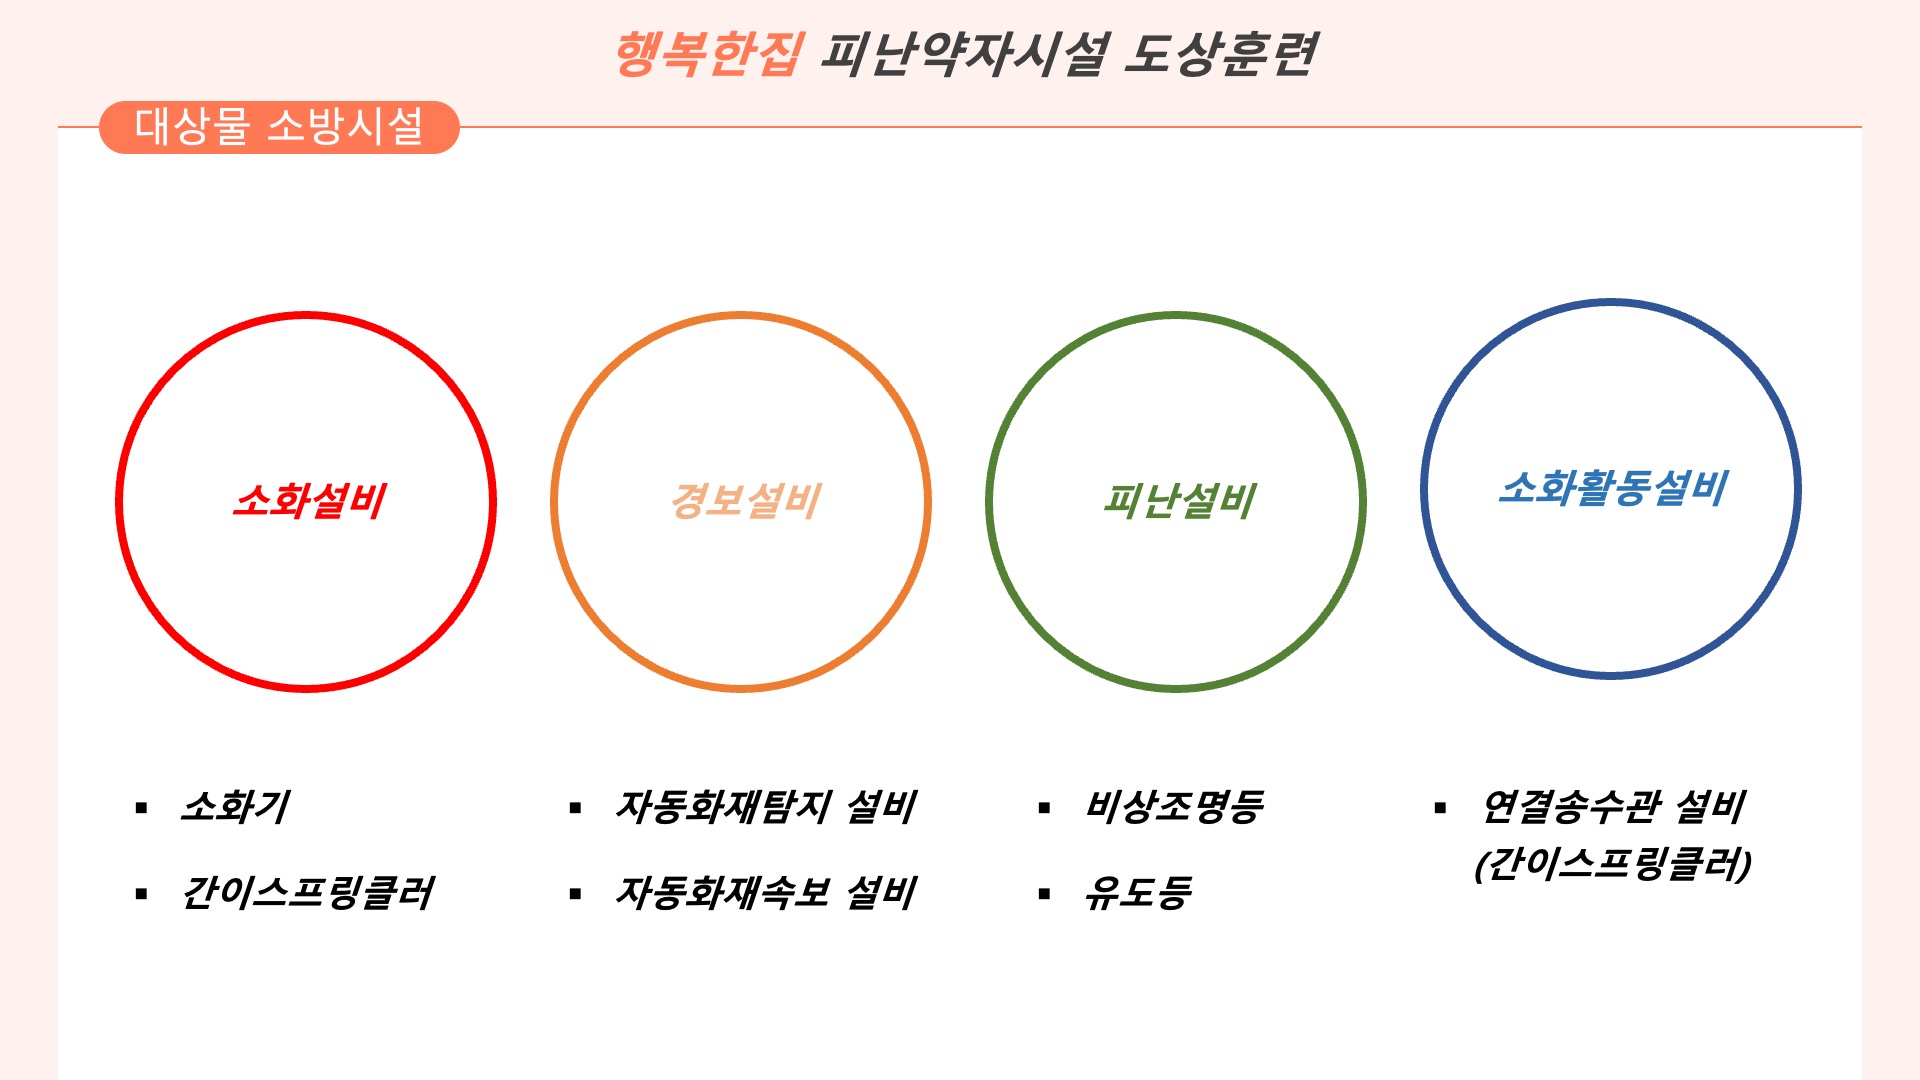 행복한집 피난약자시설 도상훈련
대상물 소방시설
소화설비
경보설비
피난설비
소화활동설비
▪ 소화기
▪ 간이스프링클러
▪ 자동화재탐지 설비
▪ 자동화재속보 설비
▪ 비상조명등
▪ 유도등
▪ 연결송수관 설비
(간이스프링클러)